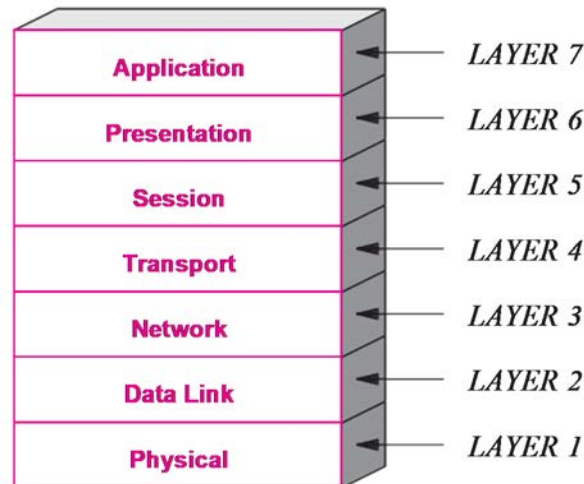 Application LAYER 7
Presentation LAYER 6
Session LAYER 5
Transport LAYER 4
Network LAYER 3
Data Link LAYER 2
Physical LAYER 1